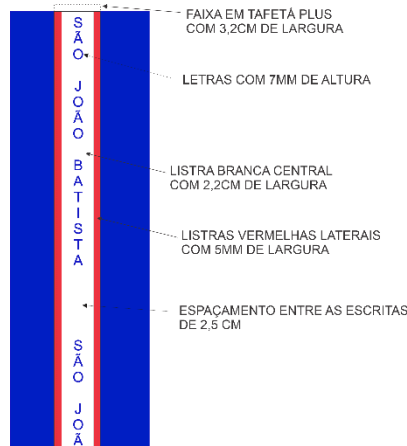 FAIXA EM TAFETÁ PLUS
COM 3,2CM DE LARGURA
LETRAS COM 7MM DE ALTURA
LISTRA BRANCA CENTRAL
COM 2,2CM DE LARGURA
LISTRAS VERMELHAS LATERAIS
COM 5MM DE LARGURA
ESPAÇAMENTO ENTRE AS ESCRITAS
DE 2,5 CM
SÃO JOÃO BATISTA
SÃO JOÃ